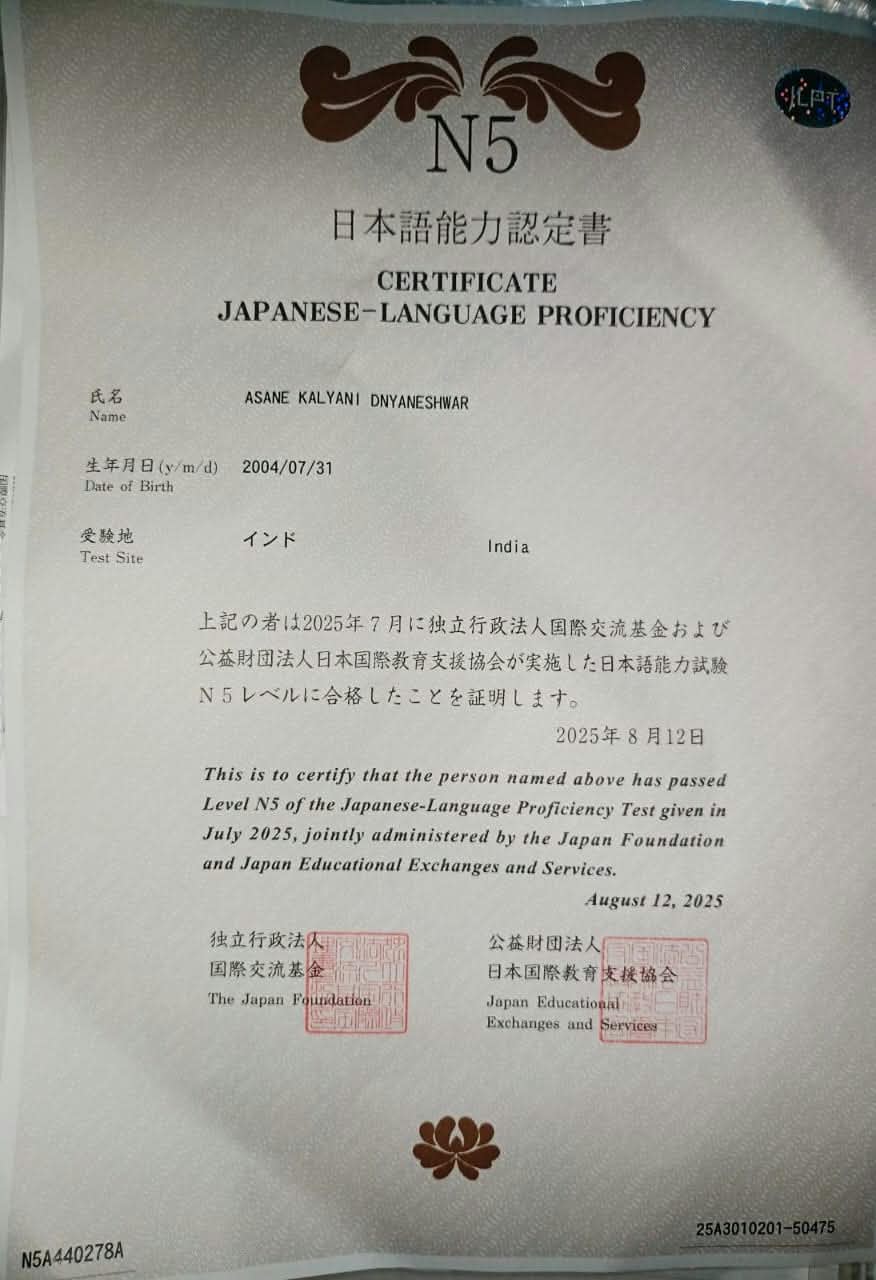 JLPT
N5
日本語能力認定書
CERTIFICATE
JAPANESE-LANGUAGE PROFICIENCY
氏名 ASANE KALYANI DNYANESHWAR
Name
生年月日(y/m/d) 2004/07/31
Date of Birth
受験地 インド India
Test Site
上記の者は2025年7月に独立行政法人国際交流基金および
公益財団法人日本国際教育支援協会が実施した日本語能力試験
N5レベルに合格したことを証明します。
2025年8月12日
This is to certify that the person named above has passed
Level N5 of the Japanese-Language Proficiency Test given in
July 2025, jointly administered by the Japan Foundation
and Japan Educational Exchanges and Services.
August 12, 2025
独立行政法人
国際交流基金
The Japan Foundation
公益財団法人
日本国際教育支援協会
Japan Educational
Exchanges and Services
N5A440278A
25A3010201-50475